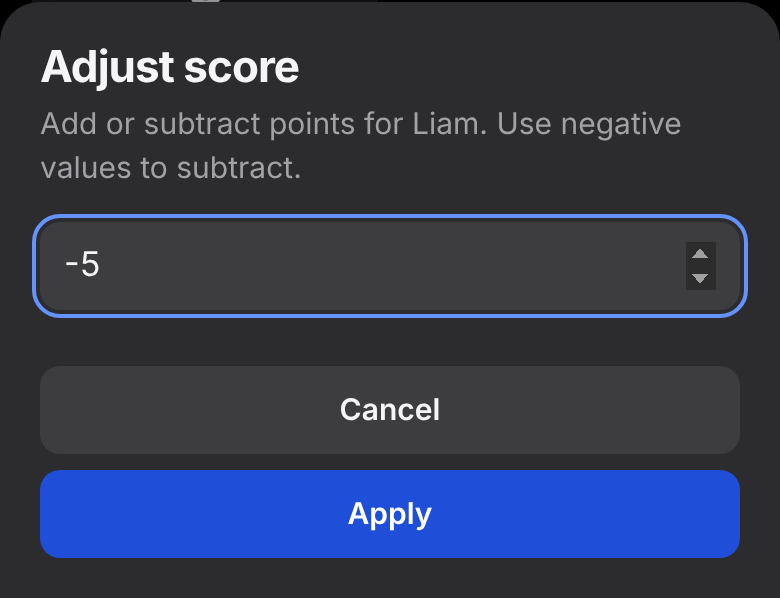 Adjust score
Add or subtract points for Liam. Use negative
values to subtract.
-5
Cancel
Apply